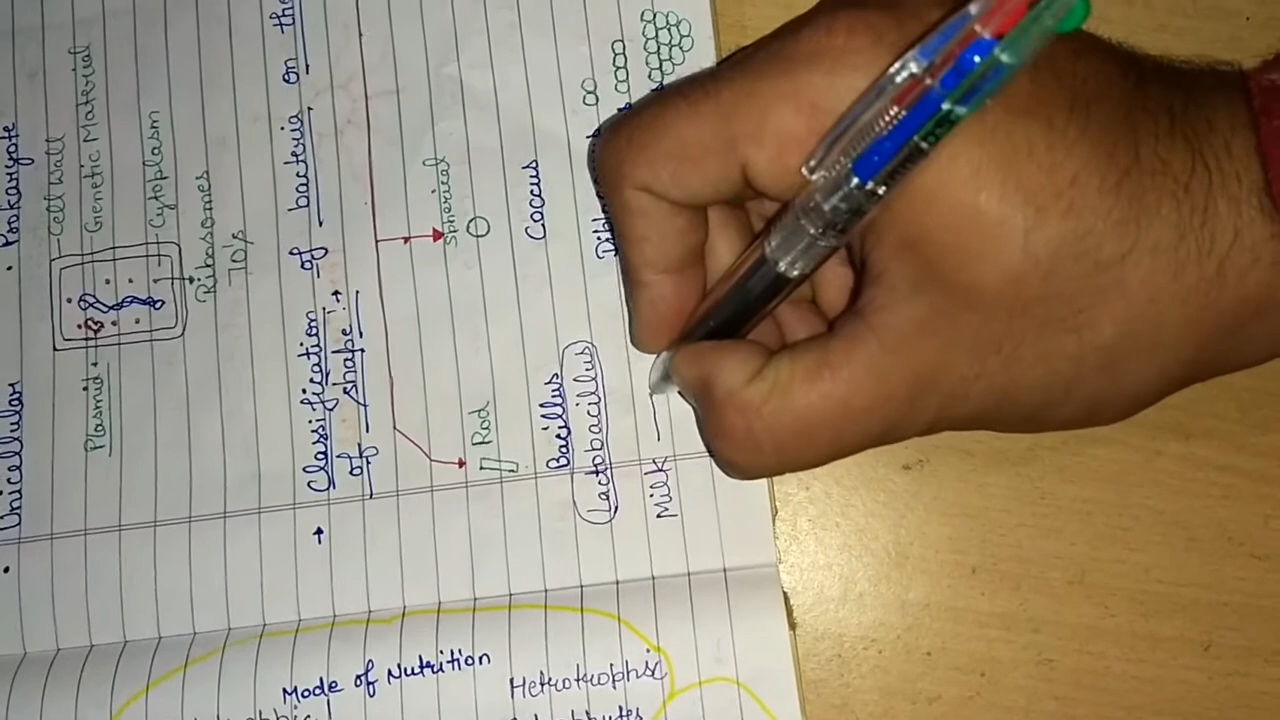 • Unicellular • Prokaryote
Cell wall
Genetic Material
Cytoplasm
Ribosomes
70's
Plasmid
→ Classification of bacteria on the
of shape :→
Rod
Spherical
Bacillus
Coccus
Lactobacillus
Milk
Mode of Nutrition
Hetrotrophic